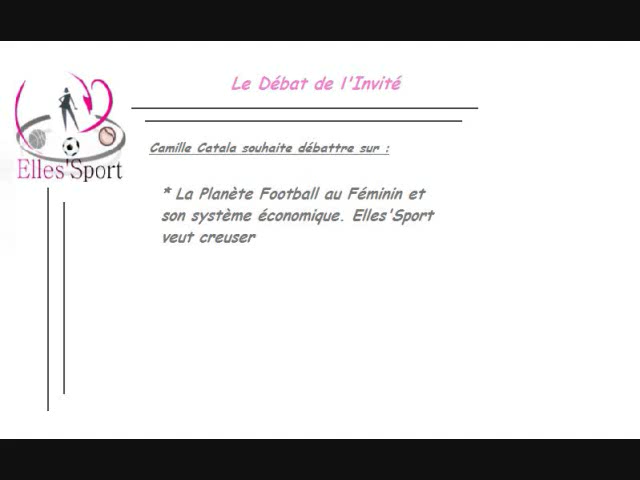 Le Débat de l'Invité
Elles'Sport
Camille Catala souhaite débattre sur :
* La Planète Football au Féminin et
son système économique. Elles'Sport
veut creuser